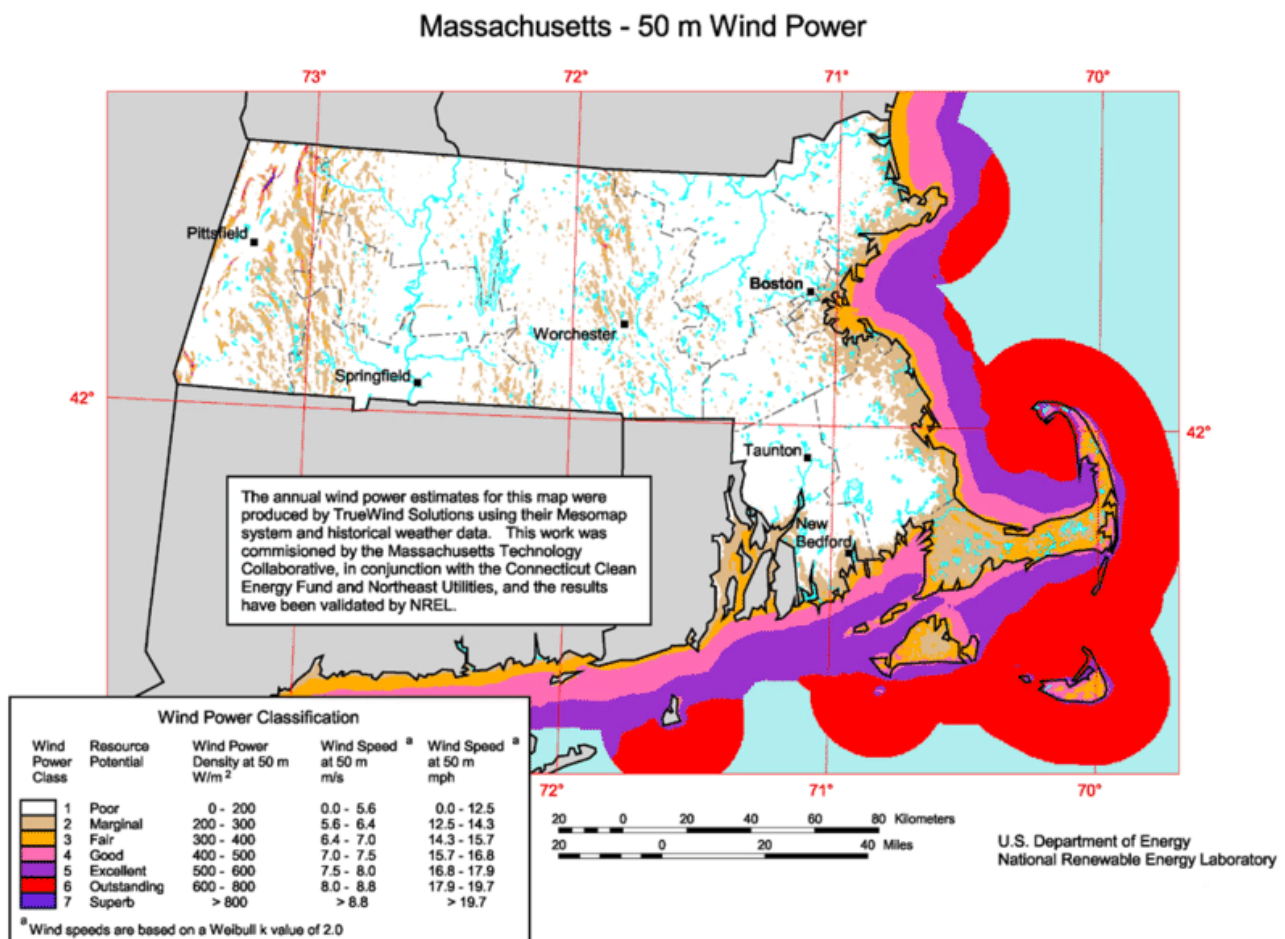 Massachusetts - 50 m Wind Power
73° 72° 71° 70°
Pittsfield
Boston
Worchester
Springfield
42° 42°
Taunton
The annual wind power estimates for this map were
produced by TrueWind Solutions using their Mesomap
system and historical weather data. This work was
commisioned by the Massachusetts Technology
Collaborative, in conjunction with the Connecticut Clean
Energy Fund and Northeast Utilities, and the results
have been validated by NREL.
New
Bedford
72° 71° 70°
Wind Power Classification
Wind Resource Wind Power Wind Speed a Wind Speed a
Power Potential Density at 50 m at 50 m at 50 m
Class W/m 2 m/s mph
1 Poor 0 - 200 0.0 - 5.6 0.0 - 12.5
2 Marginal 200 - 300 5.6 - 6.4 12.5 - 14.3
3 Fair 300 - 400 6.4 - 7.0 14.3 - 15.7
4 Good 400 - 500 7.0 - 7.5 15.7 - 16.8
5 Excellent 500 - 600 7.5 - 8.0 16.8 - 17.9
6 Outstanding 600 - 800 8.0 - 8.8 17.9 - 19.7
7 Superb > 800 > 8.8 > 19.7
a Wind speeds are based on a Weibull k value of 2.0
20 0 20 40 60 80 Kilometers
20 0 20 40 Miles
U.S. Department of Energy
National Renewable Energy Laboratory